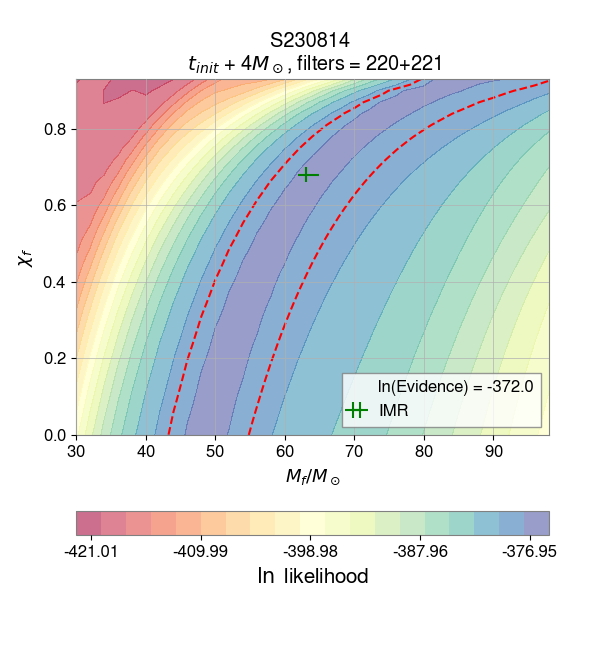 S230814
t_init + 4M_⊙, filters = 220+221
0.8
0.6
0.4
0.2
0.0
χ_f
30 40 50 60 70 80 90
M_f/M_⊙
ln(Evidence) = -372.0
IMR
-421.01 -409.99 -398.98 -387.96 -376.95
ln likelihood